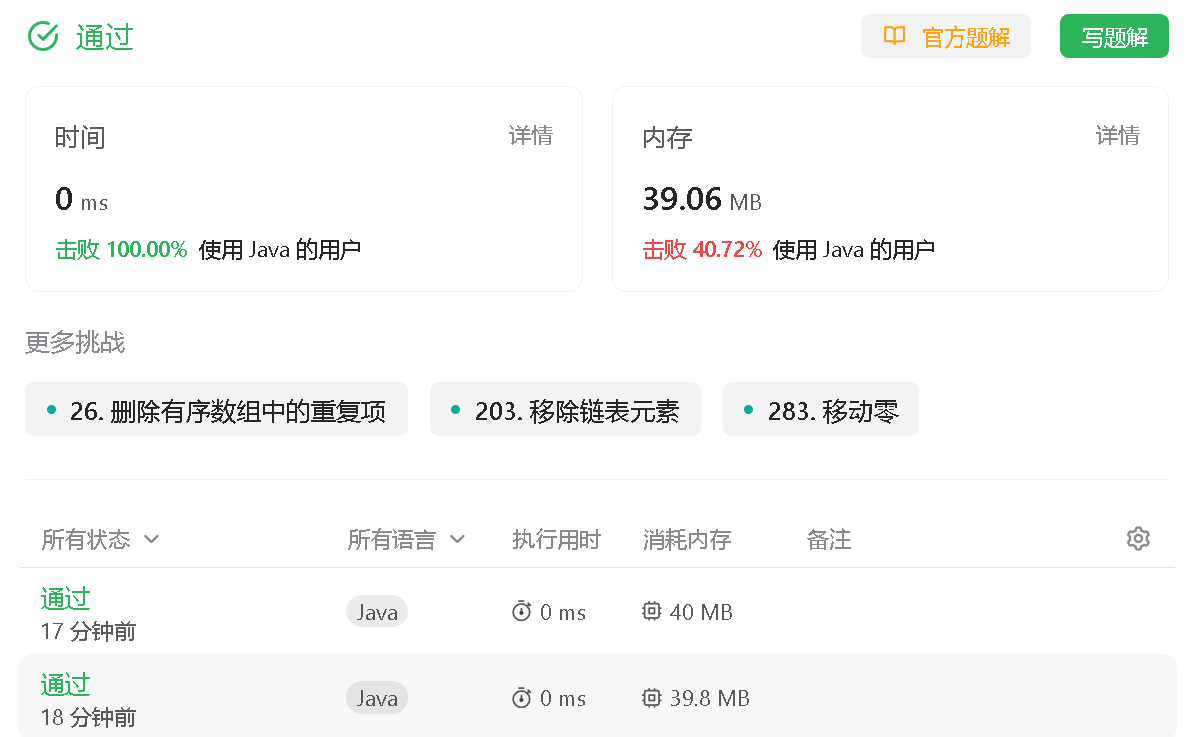 通过
官方题解
写题解
时间
详情
0 ms
击败 100.00% 使用 Java 的用户
内存
详情
39.06 MB
击败 40.72% 使用 Java 的用户
更多挑战
26. 删除有序数组中的重复项
203. 移除链表元素
283. 移动零
所有状态 所有语言 执行用时 消耗内存 备注
通过
17 分钟前
Java
0 ms
40 MB
通过
18 分钟前
Java
0 ms
39.8 MB